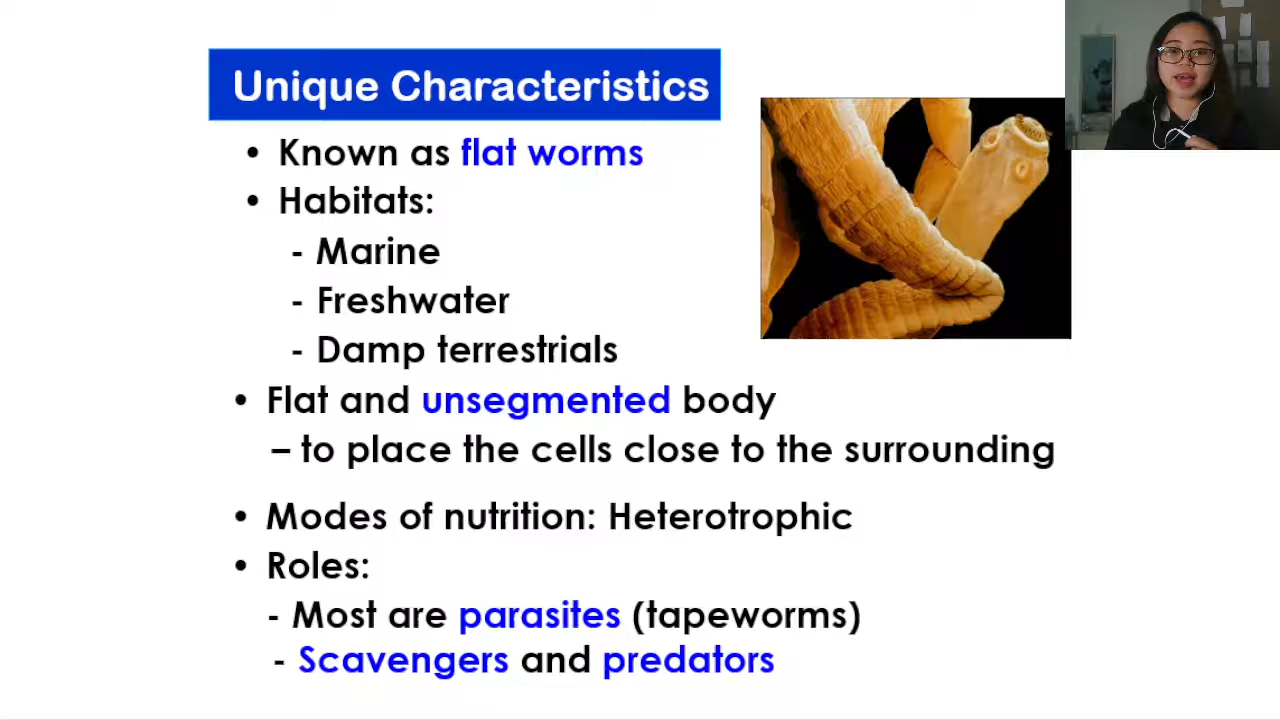 Unique Characteristics
• Known as flat worms
• Habitats:
- Marine
- Freshwater
- Damp terrestrials
• Flat and unsegmented body
– to place the cells close to the surrounding
• Modes of nutrition: Heterotrophic
• Roles:
- Most are parasites (tapeworms)
- Scavengers and predators